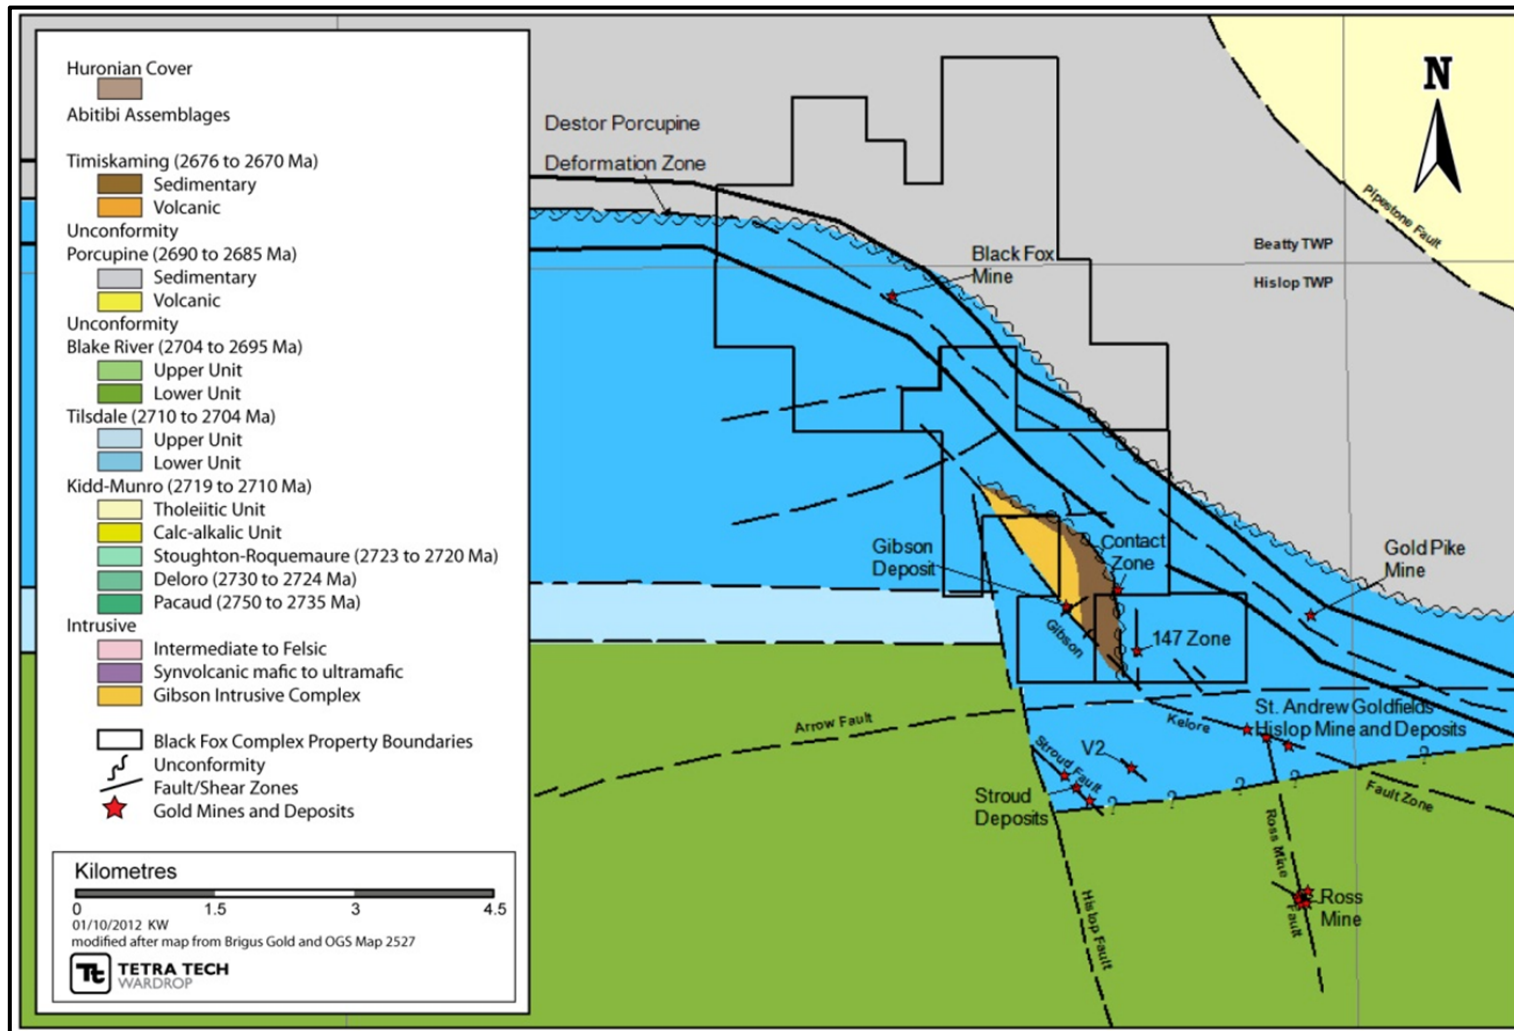 Huronian Cover
Abitibi Assemblages
Timiskaming (2676 to 2670 Ma)
Sedimentary
Volcanic
Unconformity
Porcupine (2690 to 2685 Ma)
Sedimentary
Volcanic
Unconformity
Blake River (2704 to 2695 Ma)
Upper Unit
Lower Unit
Tilsdale (2710 to 2704 Ma)
Upper Unit
Lower Unit
Kidd-Munro (2719 to 2710 Ma)
Tholeiitic Unit
Calc-alkalic Unit
Stoughton-Roquemaure (2723 to 2720 Ma)
Deloro (2730 to 2724 Ma)
Pacaud (2750 to 2735 Ma)
Intrusive
Intermediate to Felsic
Synvolcanic mafic to ultramafic
Gibson Intrusive Complex
Black Fox Complex Property Boundaries
Unconformity
Fault/Shear Zones
Gold Mines and Deposits
Kilometres
0 1.5 3 4.5
01/10/2012 KW
modified after map from Brigus Gold and OGS Map 2527
Tt TETRA TECH
WARDROP
Destor Porcupine
Deformation Zone
N
Pipestone Fault
Beatty TWP
Hislop TWP
Black Fox
Mine
Gibson
Deposit
Contact
Zone
Gold Pike
Mine
Gibson
147 Zone
Arrow Fault
Kelore
St. Andrew Goldfields
Hislop Mine and Deposits
V2
Stroud Fault
Stroud
Deposits
? ? ? ? ?
Fault Zone
Ross Mine
Fault
Ross
Mine
Hislop Fault